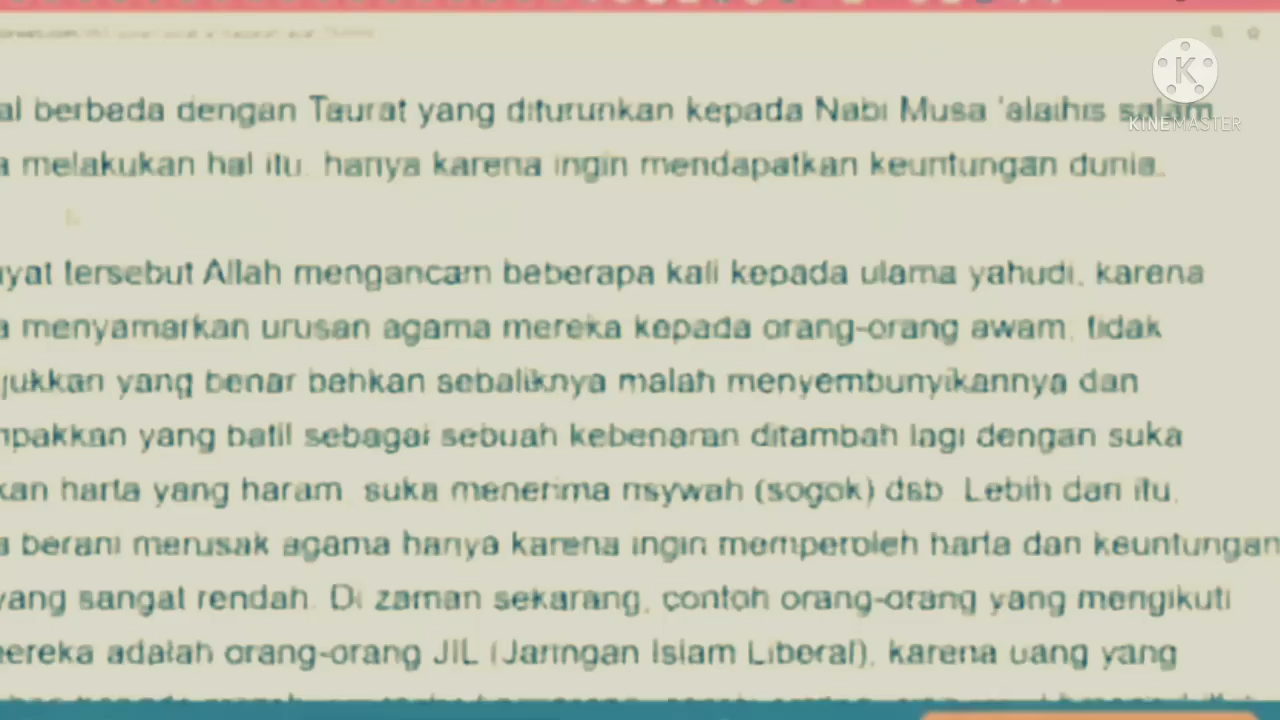 al berbeda dengan Taurat yang diturunkan kepada Nabi Musa 'alaihis salam
a melakukan hal itu. hanya karena ingin mendapatkan keuntungan dunia.
yat tersebut Allah mengancam beberapa kali kepada ulama yahudi, karena
a menyamarkan urusan agama mereka kepada orang-orang awam, tidak
jukkan yang benar bahkan sebaliknya malah menyembunyikannya dan
mpakkan yang batil sebagai sebuah kebenaran ditambah lagi dengan suka
kan harta yang haram, suka menerima risywah (sogok) dsb. Lebih dari itu,
a berani merusak agama hanya karena ingin memperoleh harta dan keuntungan
yang sangat rendah. Di zaman sekarang, contoh orang-orang yang mengikuti
ereka adalah orang-orang JIL (Jaringan Islam Liberal), karena uang yang
KINEMASTER